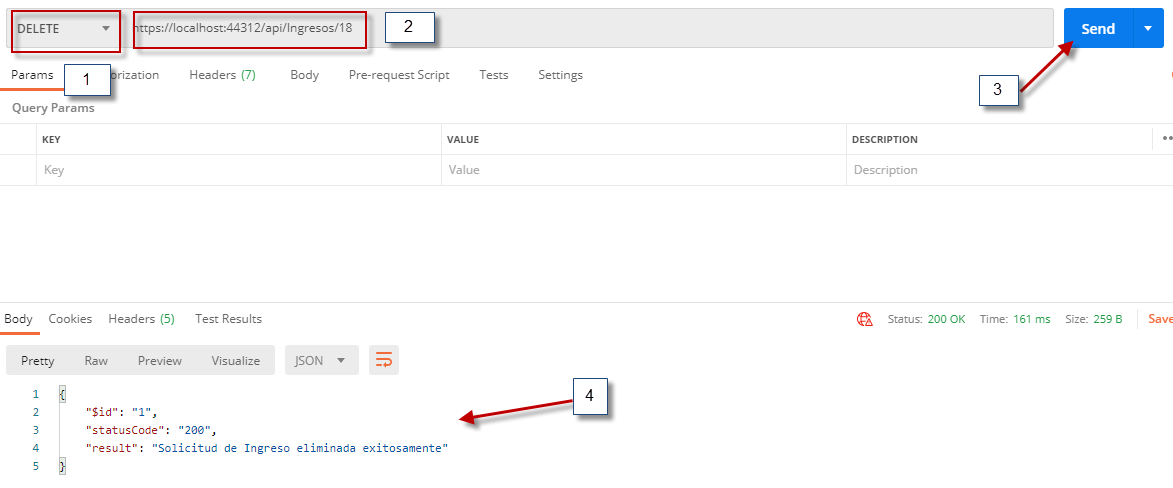 DELETE https://localhost:44312/api/Ingresos/18 2 Send
Params 1 orization Headers (7) Body Pre-request Script Tests Settings 3
Query Params
KEY VALUE DESCRIPTION
Key Value Description
Body Cookies Headers (5) Test Results Status: 200 OK Time: 161 ms Size: 259 B Save
Pretty Raw Preview Visualize JSON
1 {
2 "$id": "1",
3 "statusCode": "200",
4 "result": "Solicitud de Ingreso eliminada exitosamente"
5 }
4